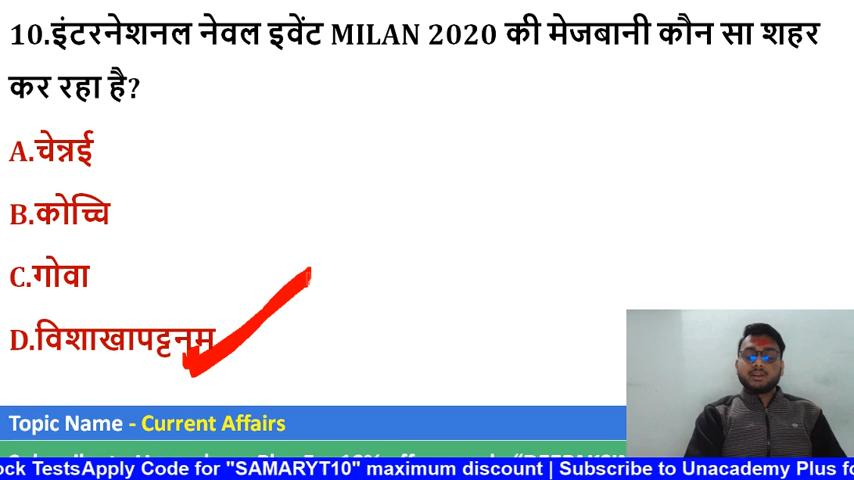 10.इंटरनेशनल नेवल इवेंट MILAN 2020 की मेजबानी कौन सा शहर
कर रहा है?
A.चेन्नई
B.कोच्चि
C.गोवा
D.विशाखापट्टनम
Topic Name - Current Affairs
ock TestsApply Code for "SAMARYT10" maximum discount | Subscribe to Unacademy Plus fo